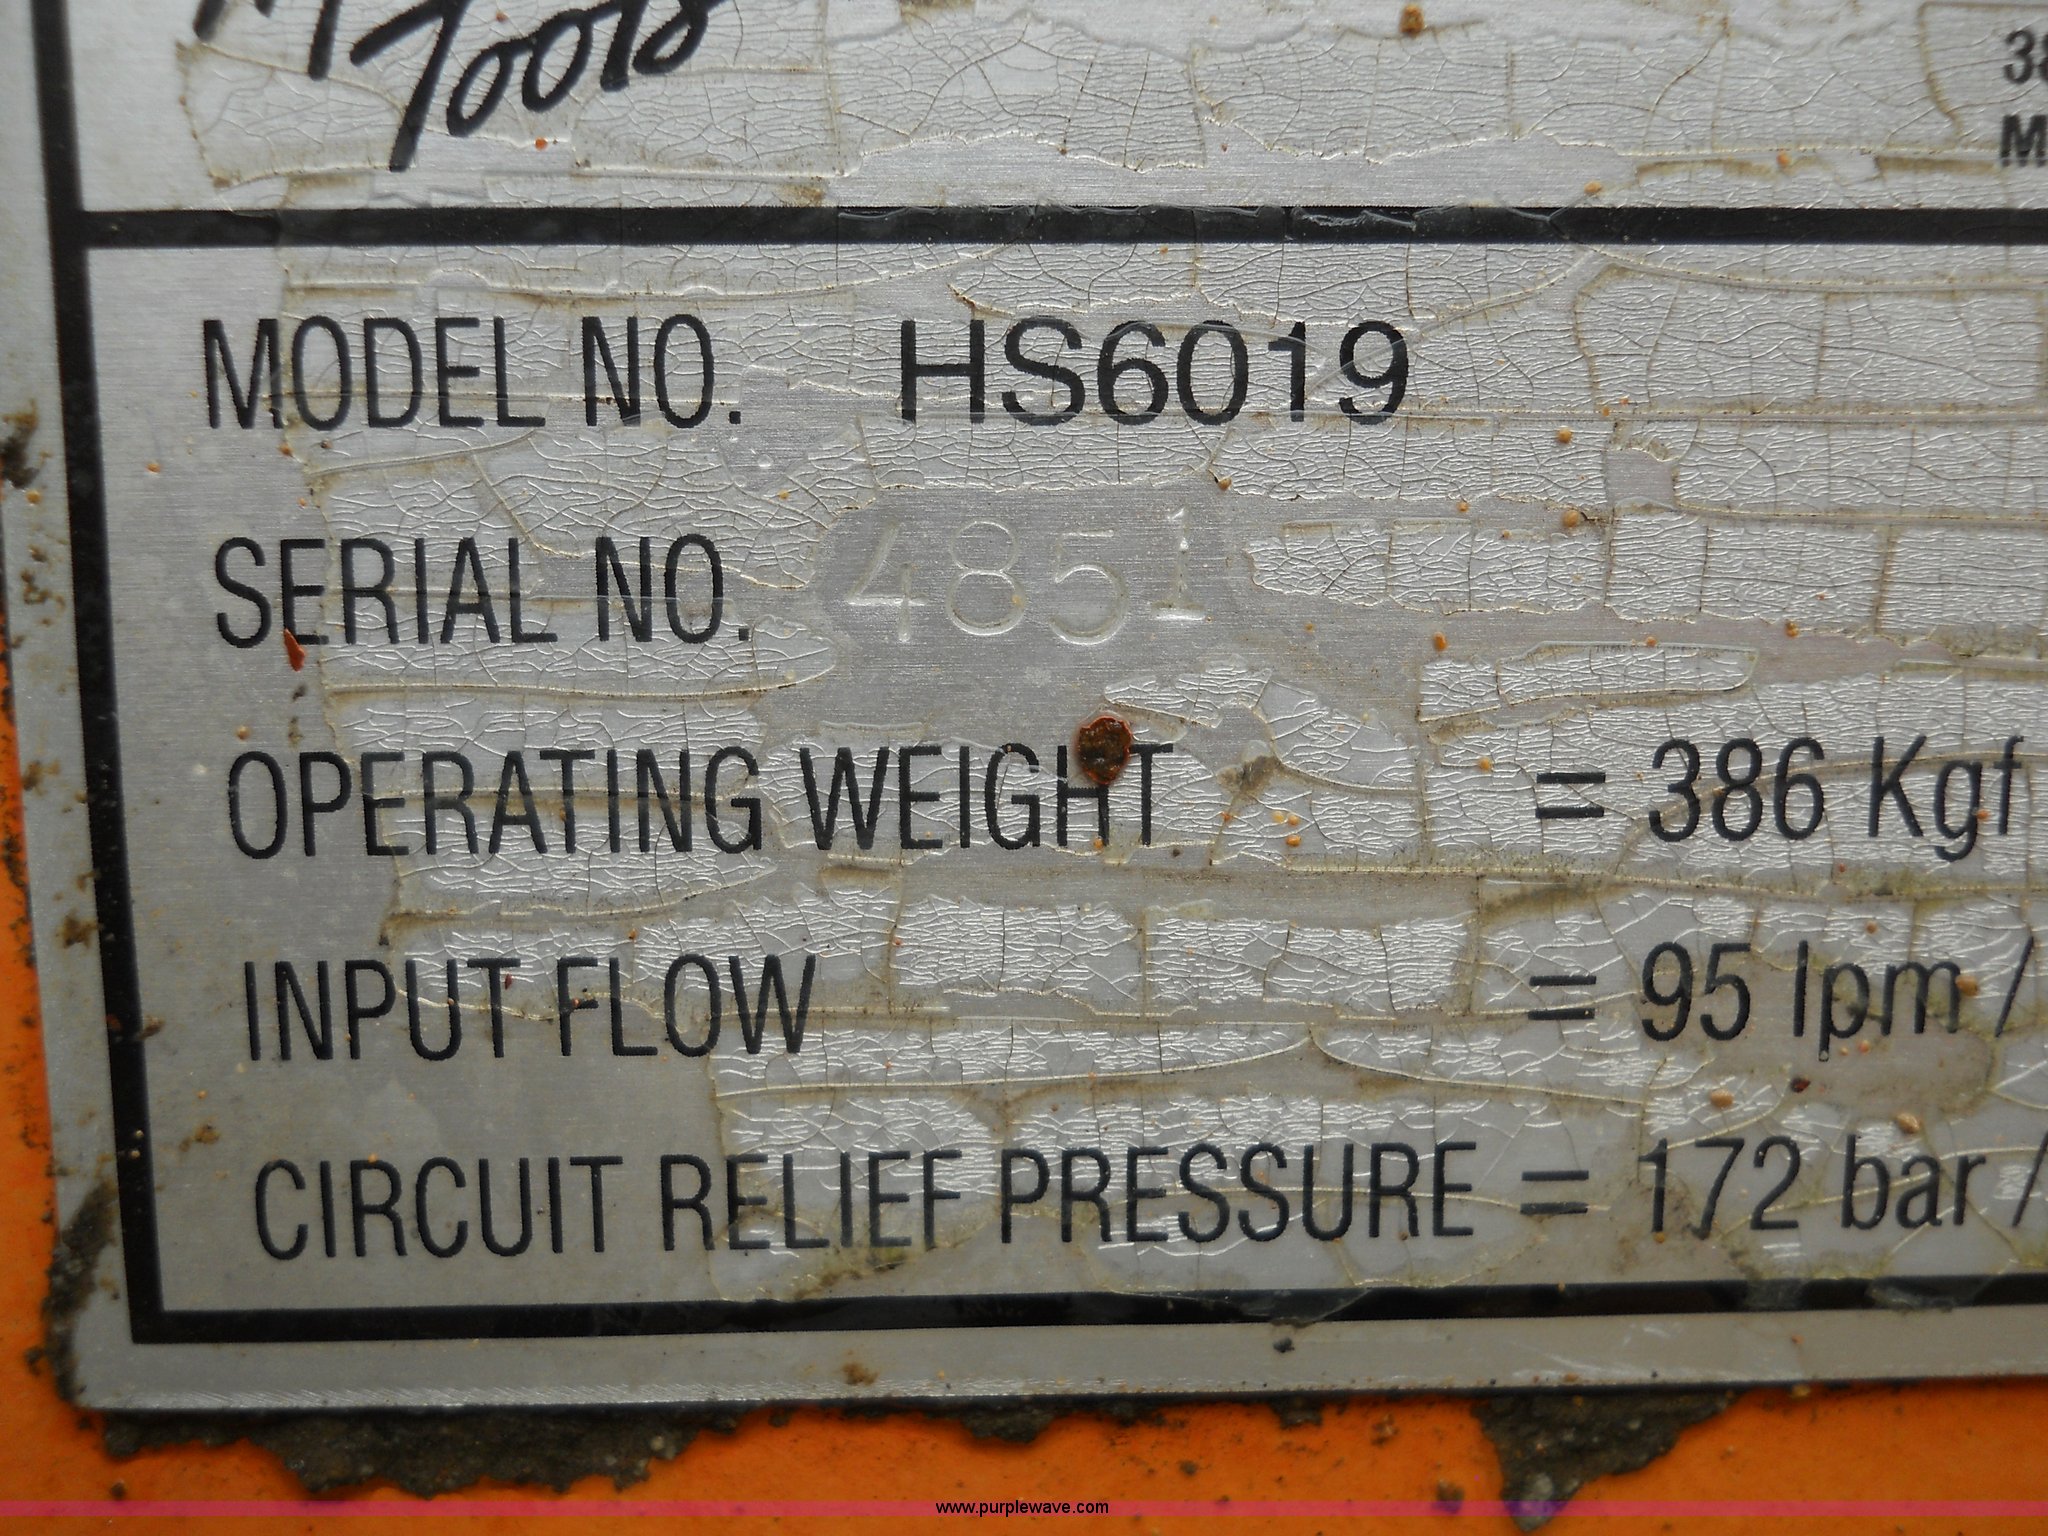 Tools
38
M
MODEL NO. HS6019
SERIAL NO. 4851
OPERATING WEIGHT = 386 Kgf
INPUT FLOW = 95 lpm /
CIRCUIT RELIEF PRESSURE = 172 bar /
www.purplewave.com